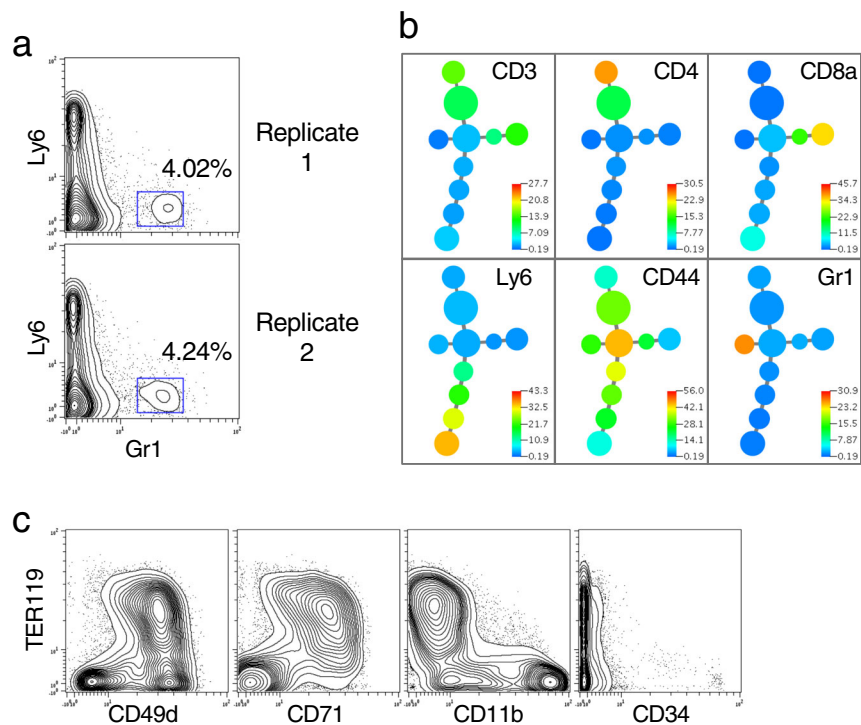 a
Ly6
4.02%
Replicate
1
Ly6
4.24%
Replicate
2
10¹
10²
Gr1
b
CD3
27.7
20.8
13.9
7.09
0.19
CD4
30.5
22.9
15.3
7.77
0.19
CD8a
45.7
34.3
22.9
11.5
0.19
Ly6
43.3
32.5
21.7
10.9
0.19
CD44
56.0
42.1
28.1
14.1
0.19
Gr1
30.9
23.2
15.5
7.87
0.19
c
TER119
CD49d
CD71
CD11b
CD34